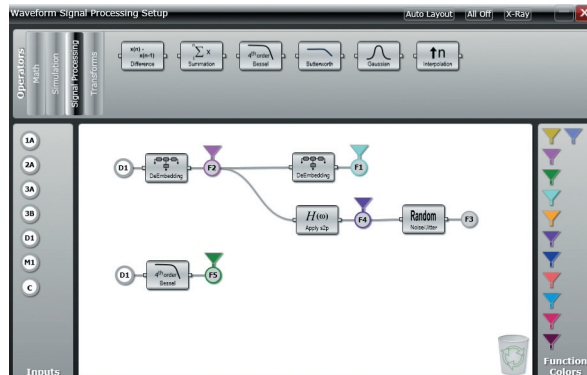 Waveform Signal Processing Setup
Auto Layout
All Off
X-Ray
X
Operators
Math
Simulation
Signal Processing
Transforms
x(n) -
x(n-1)
Difference
n
∑ x
Summation
4th order
Bessel
Butterworth
Gaussian
↑n
Interpolation
1A
2A
3A
3B
D1
M1
C
Inputs
D1
DeEmbedding
F2
DeEmbedding
F1
H(ω)
Apply s2p
F4
Random
Noise/Jitter
F3
D1
4th order
Bessel
F5
Function
Colors